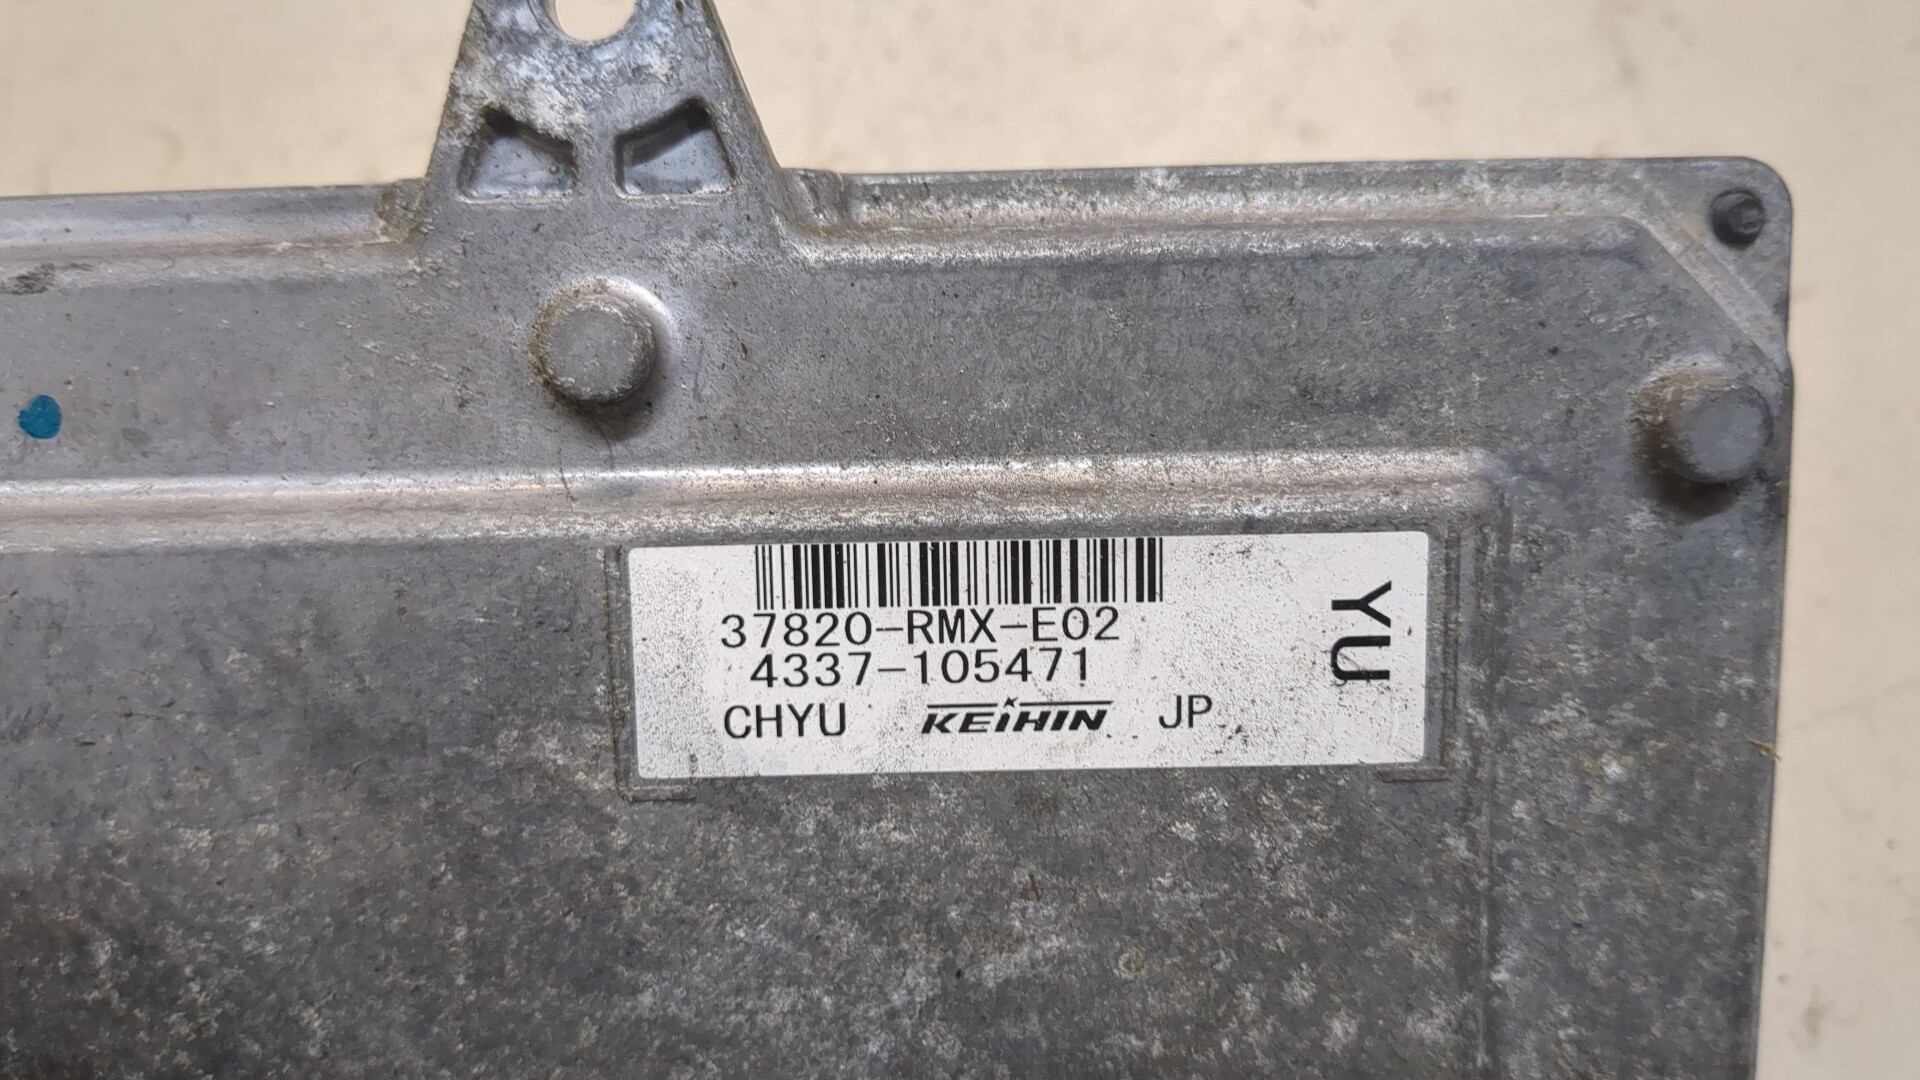 37820-RMX-E02
4337-105471
CHYU KEIHIN JP
YU